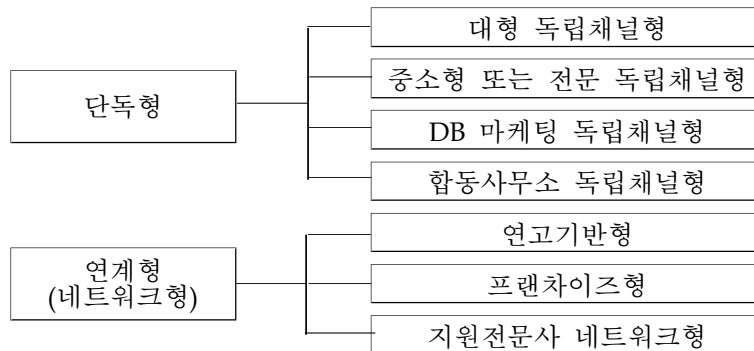 단독형
대형 독립채널형
중소형 또는 전문 독립채널형
DB 마케팅 독립채널형
합동사무소 독립채널형
연계형
(네트워크형)
연고기반형
프랜차이즈형
지원전문사 네트워크형